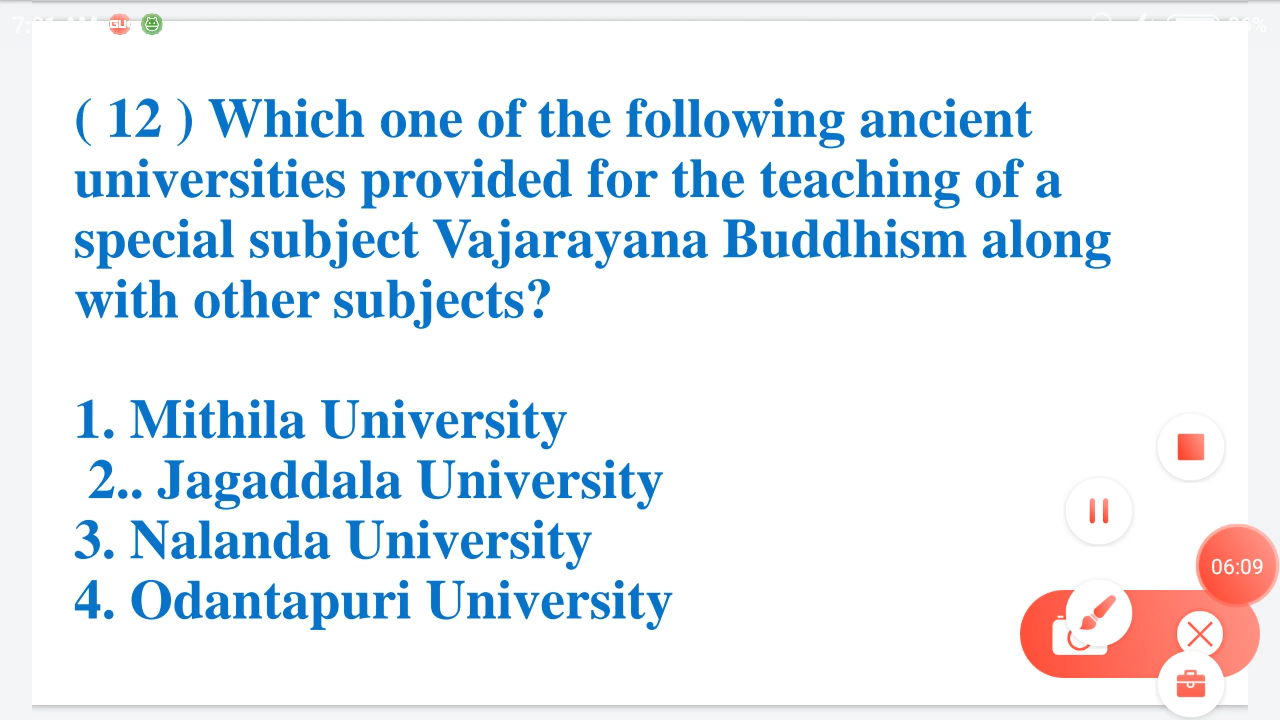 ( 12 ) Which one of the following ancient
universities provided for the teaching of a
special subject Vajarayana Buddhism along
with other subjects?
1. Mithila University
2.. Jagaddala University
3. Nalanda University
4. Odantapuri University
06:09